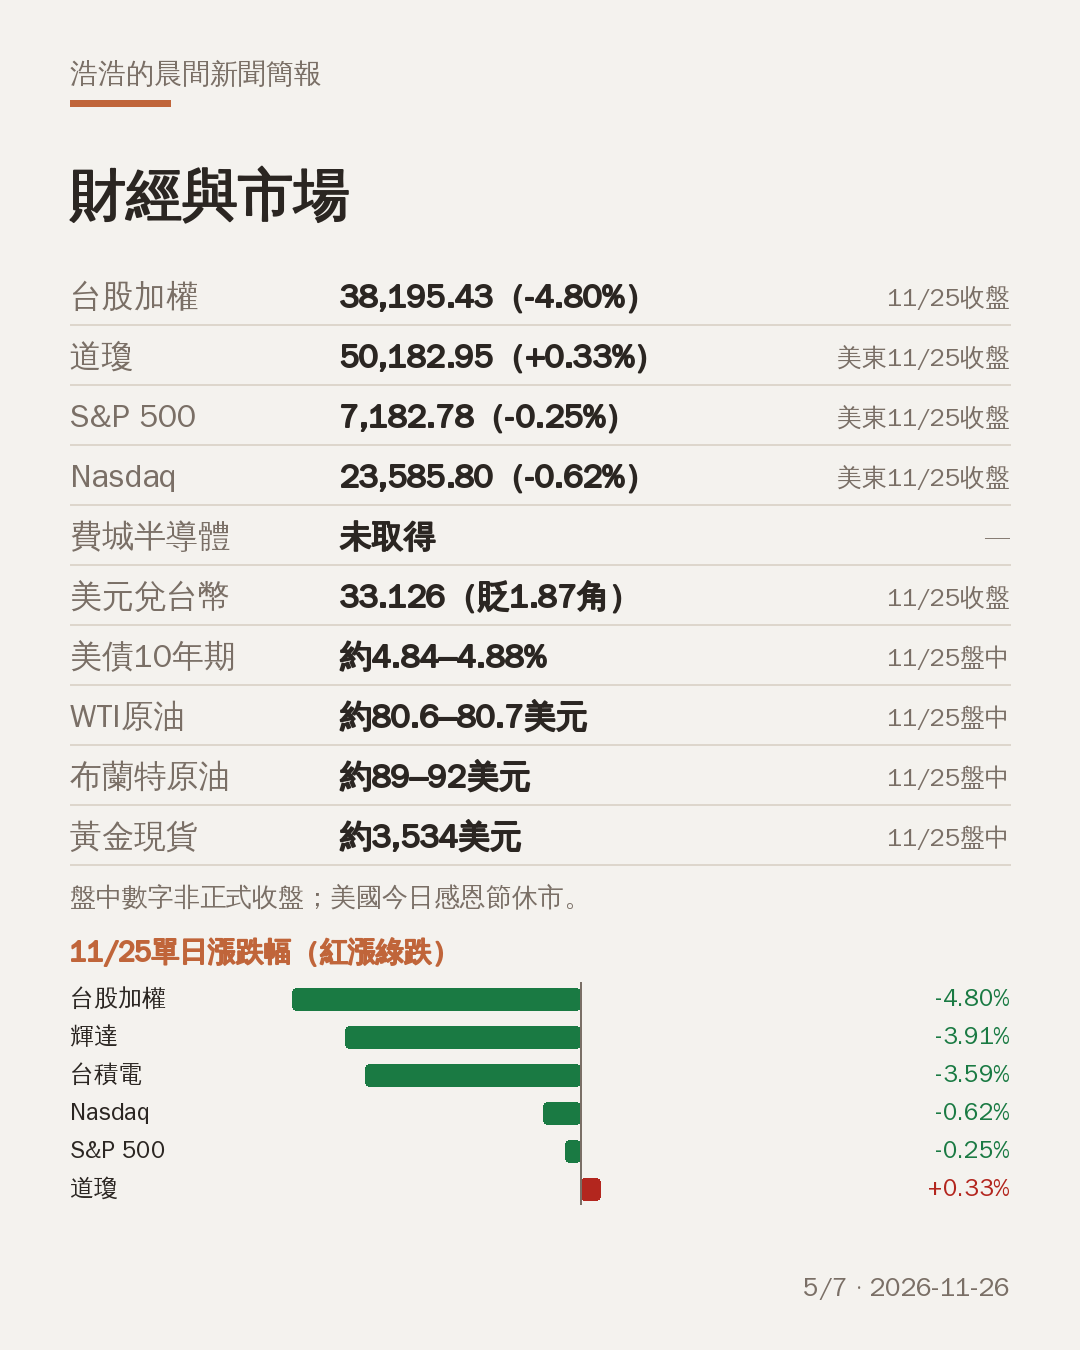 浩浩的晨間新聞簡報
財經與市場
台股加權 38,195.43（-4.80%） 11/25收盤
道瓊 50,182.95（+0.33%） 美東11/25收盤
S&P 500 7,182.78（-0.25%） 美東11/25收盤
Nasdaq 23,585.80（-0.62%） 美東11/25收盤
費城半導體 未取得 —
美元兌台幣 33.126（貶1.87角） 11/25收盤
美債10年期 約4.84–4.88% 11/25盤中
WTI原油 約80.6–80.7美元 11/25盤中
布蘭特原油 約89–92美元 11/25盤中
黃金現貨 約3,534美元 11/25盤中
盤中數字非正式收盤；美國今日感恩節休市。
11/25單日漲跌幅（紅漲綠跌）
台股加權 -4.80%
輝達 -3.91%
台積電 -3.59%
Nasdaq -0.62%
S&P 500 -0.25%
道瓊 +0.33%
5/7 · 2026-11-26